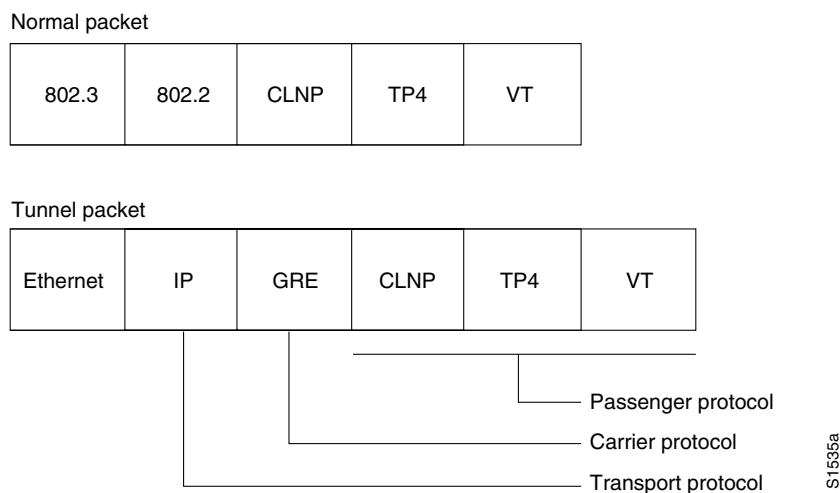 Normal packet
802.3 802.2 CLNP TP4 VT
Tunnel packet
Ethernet IP GRE CLNP TP4 VT
Passenger protocol
Carrier protocol
Transport protocol
S1535a